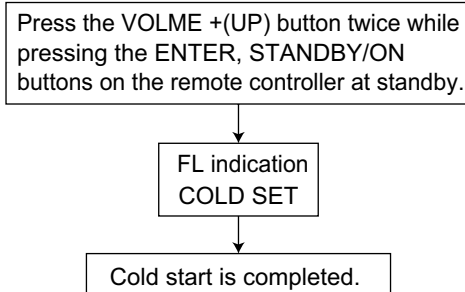 Press the VOLME +(UP) button twice while
pressing the ENTER, STANDBY/ON
buttons on the remote controller at standby.
FL indication
COLD SET
Cold start is completed.